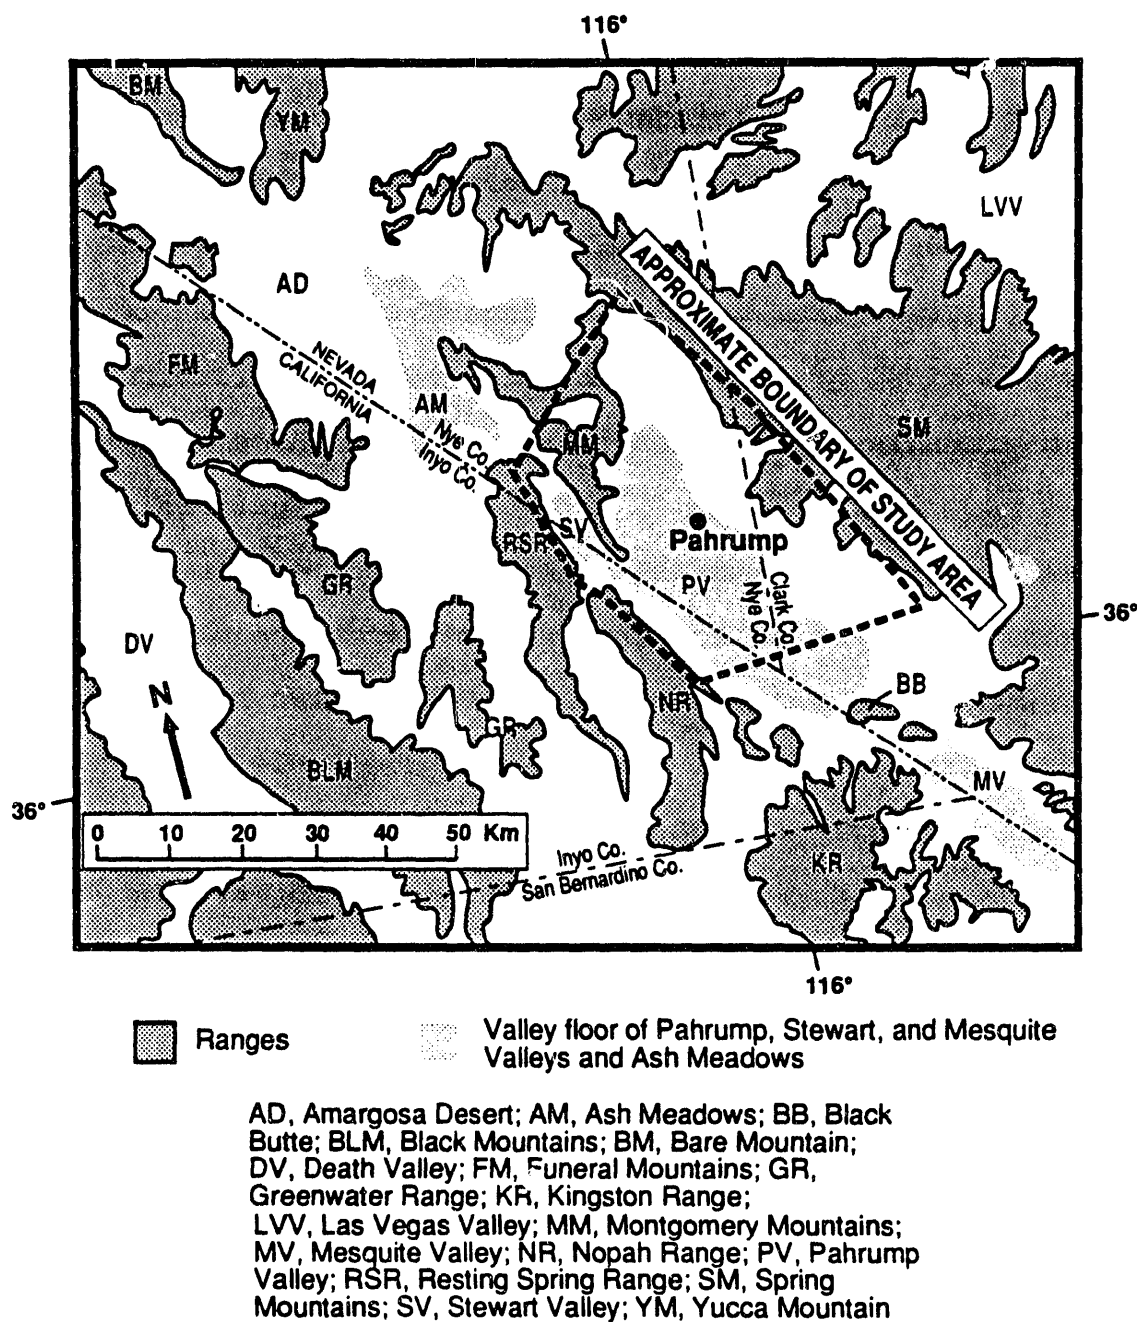 116°
BM
YM
LVV
AD
APPROXIMATE BOUNDARY OF STUDY AREA
NEVADA
CALIFORNIA
FM
AM
Nye Co.
Inyo Co.
MM
SM
SV
RSR
Pahrump
PV
Clark Co.
Nye Co.
GR
36°
DV
N
NR
BB
GR
BLM
MV
36°
0 10 20 30 40 50 Km
Inyo Co.
San Bernardino Co.
KR
116°
Ranges
Valley floor of Pahrump, Stewart, and Mesquite
Valleys and Ash Meadows
AD, Amargosa Desert; AM, Ash Meadows; BB, Black
Butte; BLM, Black Mountains; BM, Bare Mountain;
DV, Death Valley; FM, Funeral Mountains; GR,
Greenwater Range; KR, Kingston Range;
LVV, Las Vegas Valley; MM, Montgomery Mountains;
MV, Mesquite Valley; NR, Nopah Range; PV, Pahrump
Valley; RSR, Resting Spring Range; SM, Spring
Mountains; SV, Stewart Valley; YM, Yucca Mountain